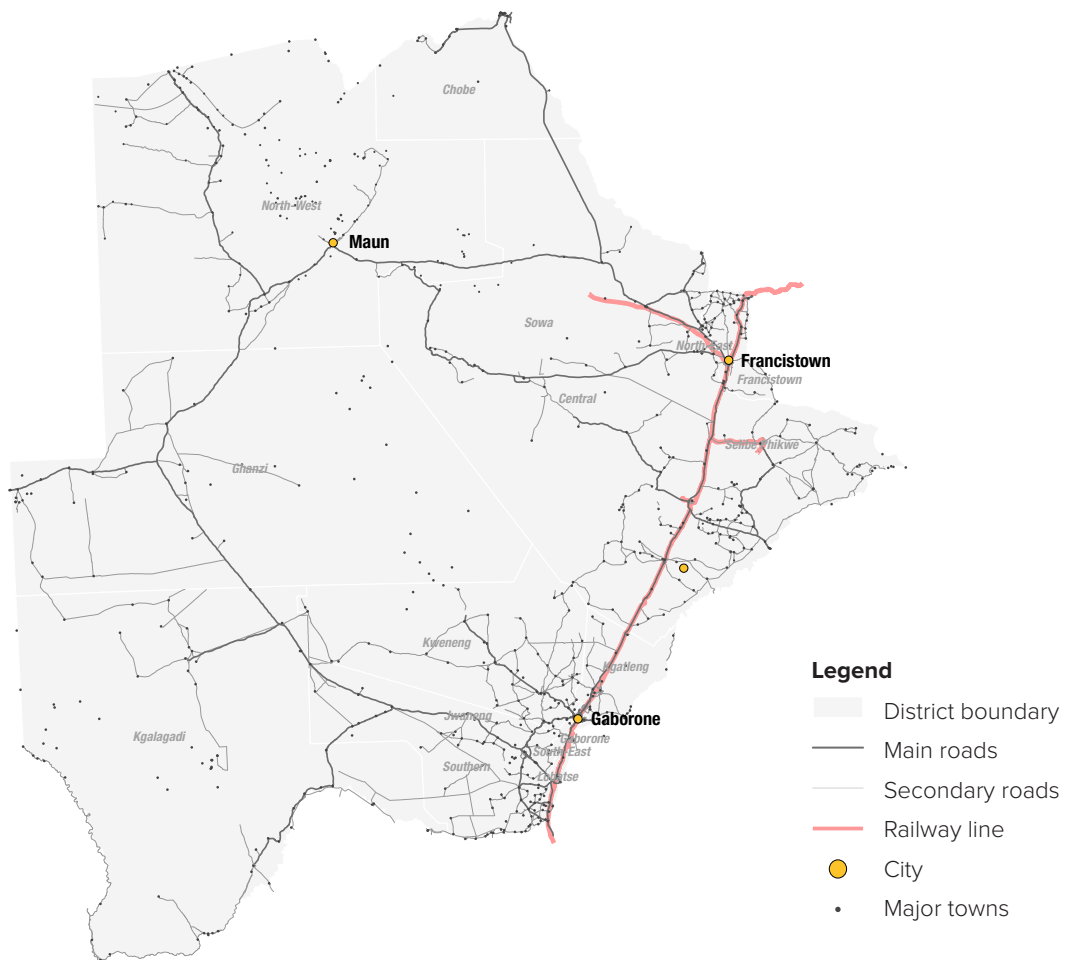 Chobe
North-West
Maun
Sowa
North-East
Francistown
Francistown
Central
Selibe Phikwe
Ghanzi
Kweneng
Kgatleng
Legend
District boundary
Main roads
Secondary roads
Railway line
City
Major towns
Jwaneng
Gaborone
Kgalagadi
Gaborone
South-East
Southern
Lobatse